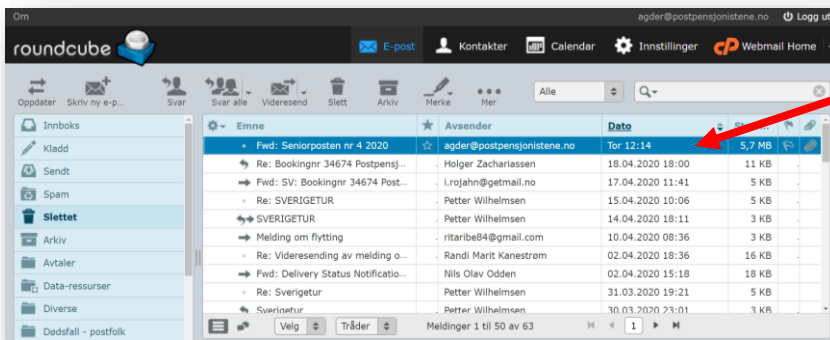 Om agder@postpensjonistene.no Logg ut
roundcube E-post Kontakter Calendar Innstillinger cP Webmail Home
Oppdater Skriv ny e-p... Svar Svar alle Videresend Slett Arkiv Merke Mer Alle
Innboks
Kladd
Sendt
Spam
Slettet
Arkiv
Avtaler
Data-ressurser
Diverse
Dødsfall - postfolk
Emne Avsender Dato
Fwd: Seniorposten nr 4 2020 agder@postpensjonistene.no Tor 12:14 5,7 MB
Re: Bookingnr 34674 Postpensj... Holger Zachariassen 18.04.2020 18:00 11 KB
Fwd: SV: Bookingnr 34674 Post... i.rojahn@getmail.no 17.04.2020 11:41 5 KB
Re: SVERIGETUR Petter Wilhelmsen 15.04.2020 10:06 5 KB
SVERIGETUR Petter Wilhelmsen 14.04.2020 18:11 3 KB
Melding om flytting ritaribe84@gmail.com 10.04.2020 08:36 3 KB
Re: Videresending av melding o... Randi Marit Kanestrøm 02.04.2020 18:36 16 KB
Fwd: Delivery Status Notificatio... Nils Olav Odden 02.04.2020 15:18 18 KB
Re: Sverigetur Petter Wilhelmsen 31.03.2020 19:21 5 KB
Sverigetur Petter Wilhelmsen 30.03.2020 23:01 3 KB
Velg Tråder Meldinger 1 til 50 av 63 1